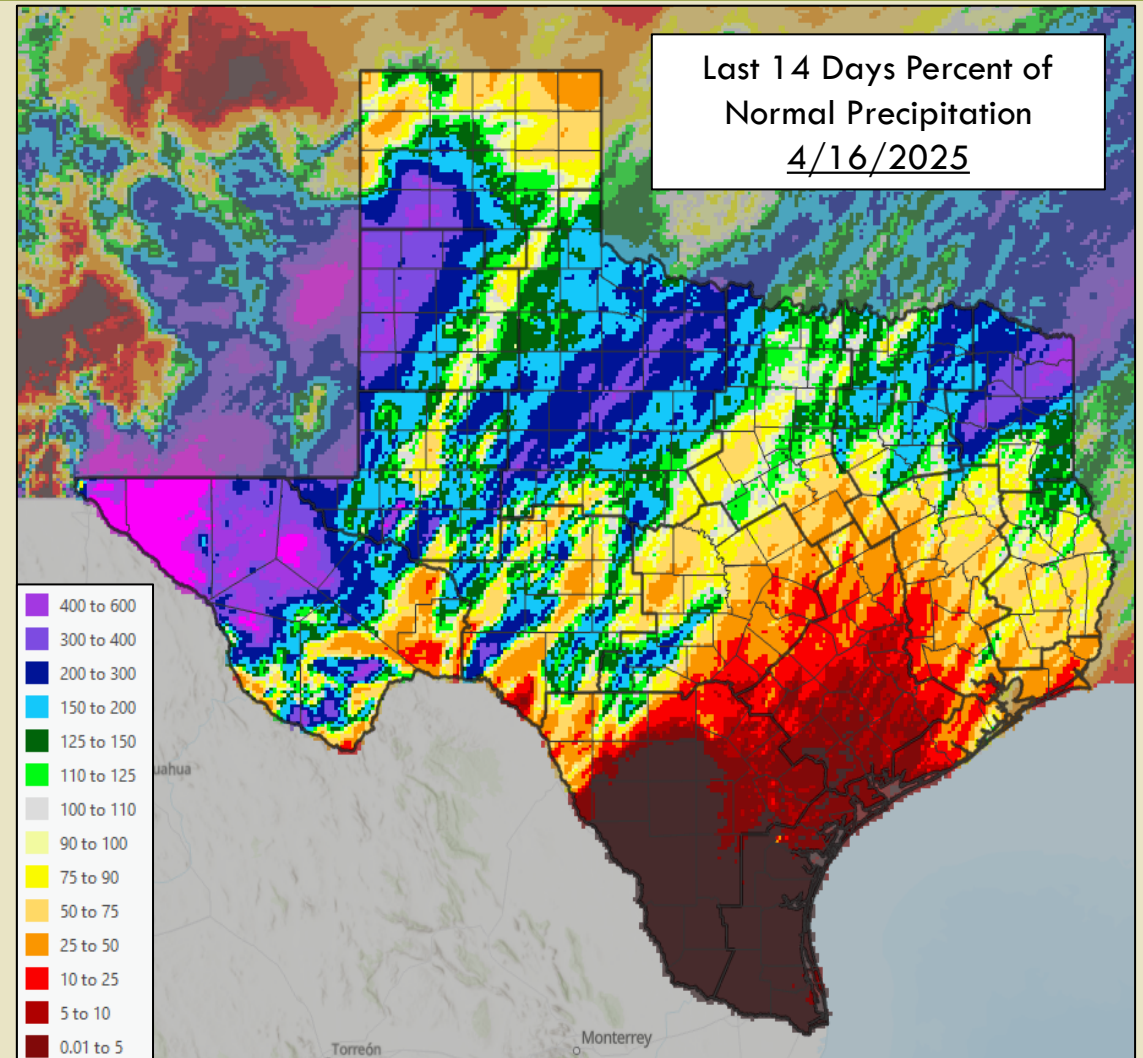 Last 14 Days Percent of
Normal Precipitation
4/16/2025
400 to 600
300 to 400
200 to 300
150 to 200
125 to 150
110 to 125
100 to 110
90 to 100
75 to 90
50 to 75
25 to 50
10 to 25
5 to 10
0.01 to 5
uahua
Monterrey
Torreón